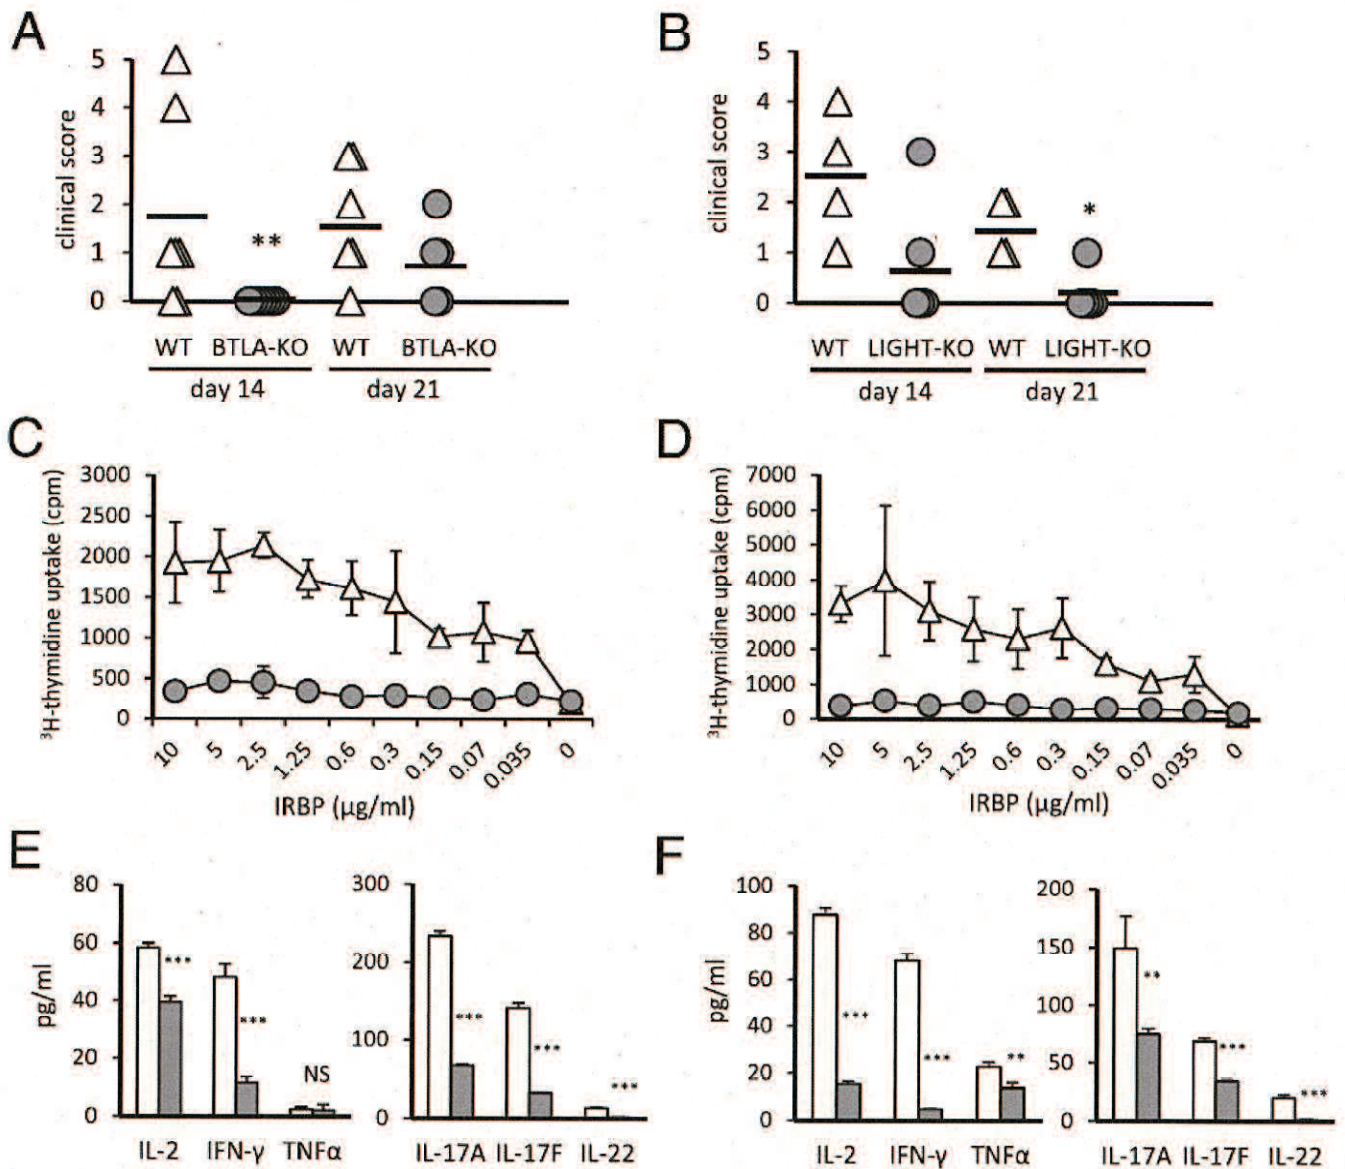 A
clinical score
5
4
3
2
1
0
**
WT BTLA-KO WT BTLA-KO
day 14 day 21
B
clinical score
5
4
3
2
1
0
*
WT LIGHT-KO WT LIGHT-KO
day 14 day 21
C
³H-thymidine uptake (cpm)
3000
2500
2000
1500
1000
500
0
10 5 2.5 1.25 0.6 0.3 0.15 0.07 0.035 0
IRBP (µg/ml)
D
³H-thymidine uptake (cpm)
7000
6000
5000
4000
3000
2000
1000
0
10 5 2.5 1.25 0.6 0.3 0.15 0.07 0.035 0
IRBP (µg/ml)
E
pg/ml
80
60
40
20
0
***
***
NS
IL-2 IFN-γ TNFα
300
200
100
0
***
***
***
IL-17A IL-17F IL-22
F
pg/ml
100
80
60
40
20
0
***
***
**
IL-2 IFN-γ TNFα
200
150
100
50
0
**
***
***
IL-17A IL-17F IL-22